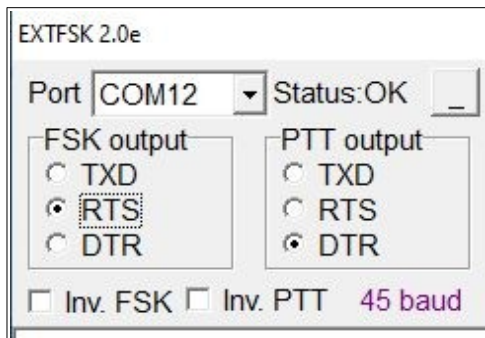 EXTFSK 2.0e
Port COM12 Status:OK _
FSK output PTT output
TXD TXD
RTS RTS
DTR DTR
Inv. FSK Inv. PTT 45 baud